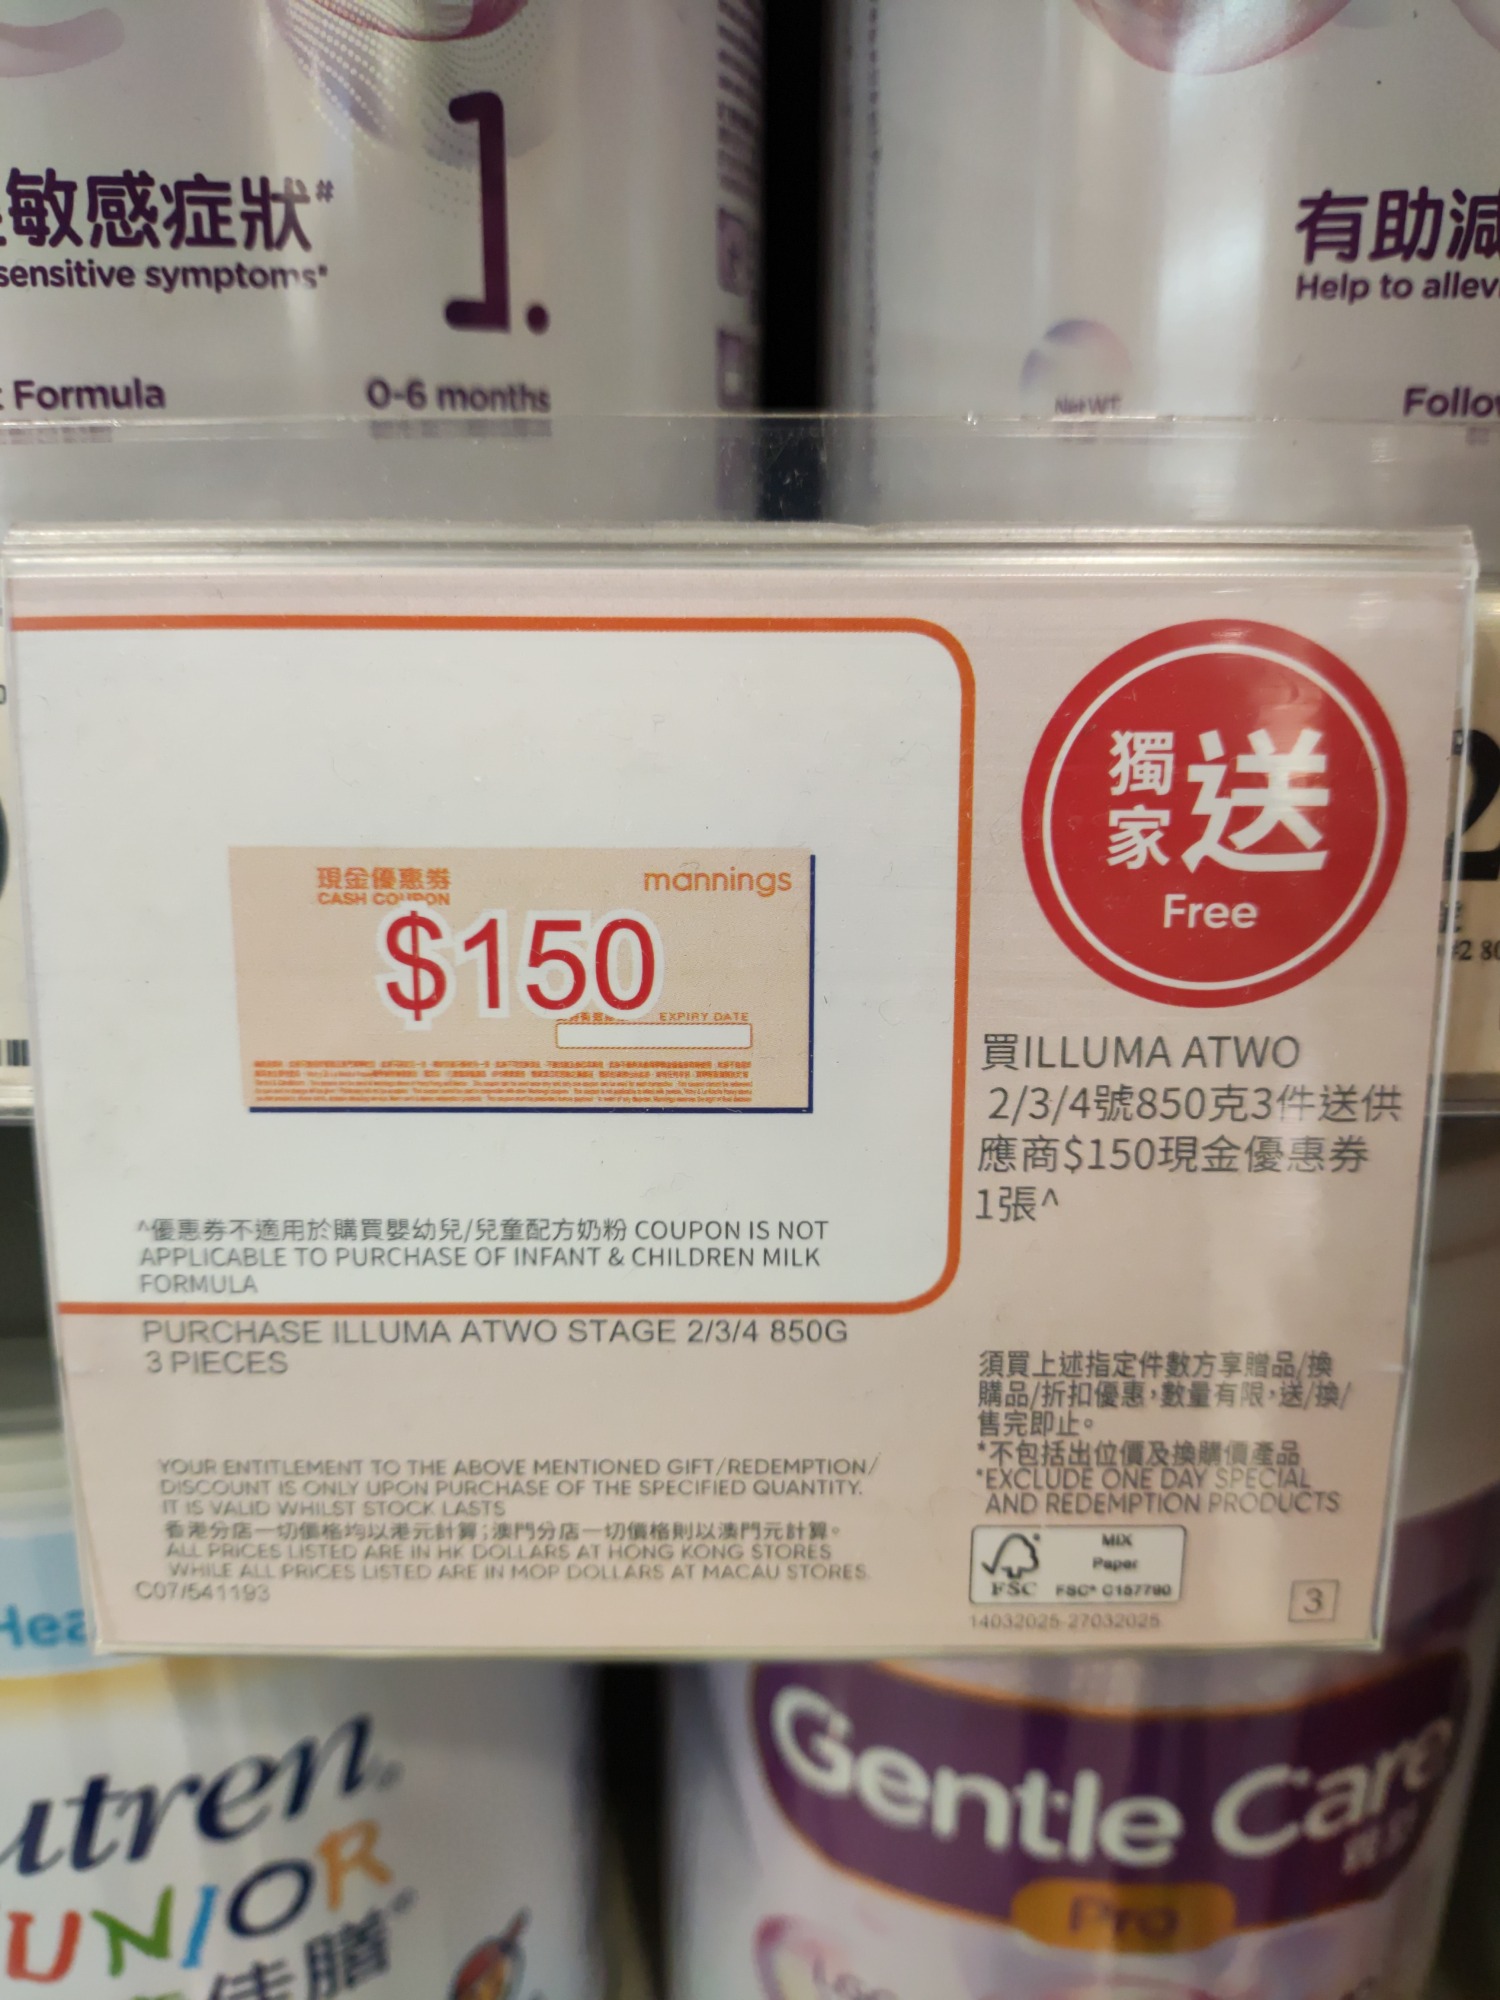 敏感症狀#
sensitive symptoms
1.
Formula
0-6 months
有助減
Help to allev
Net WT
Follo
現金優惠券
CASH COUPON
mannings
$150
EXPIRY DATE
^優惠券不適用於購買嬰幼兒/兒童配方奶粉 COUPON IS NOT
APPLICABLE TO PURCHASE OF INFANT & CHILDREN MILK
FORMULA
PURCHASE ILLUMA ATWO STAGE 2/3/4 850G
3 PIECES
YOUR ENTITLEMENT TO THE ABOVE MENTIONED GIFT/REDEMPTION/
DISCOUNT IS ONLY UPON PURCHASE OF THE SPECIFIED QUANTITY.
IT IS VALID WHILST STOCK LASTS
香港分店一切價格均以港元計算;澳門分店一切價格則以澳門元計算。
ALL PRICES LISTED ARE IN HK DOLLARS AT HONG KONG STORES
WHILE ALL PRICES LISTED ARE IN MOP DOLLARS AT MACAU STORES.
C07/541193
獨家送
Free
買ILLUMA ATWO
2/3/4號850克3件送供
應商$150現金優惠券
1張^
須買上述指定件數方享贈品/換
購品/折扣優惠,數量有限,送/換/
售完即止。
*不包括出位價及換購價產品
*EXCLUDE ONE DAY SPECIAL
AND REDEMPTION PRODUCTS
FSC
MIX
Paper
FSC® C157790
14032025-27032025
3
Hea
utren
UNIOR
佳膳
Gentle Care
Pro